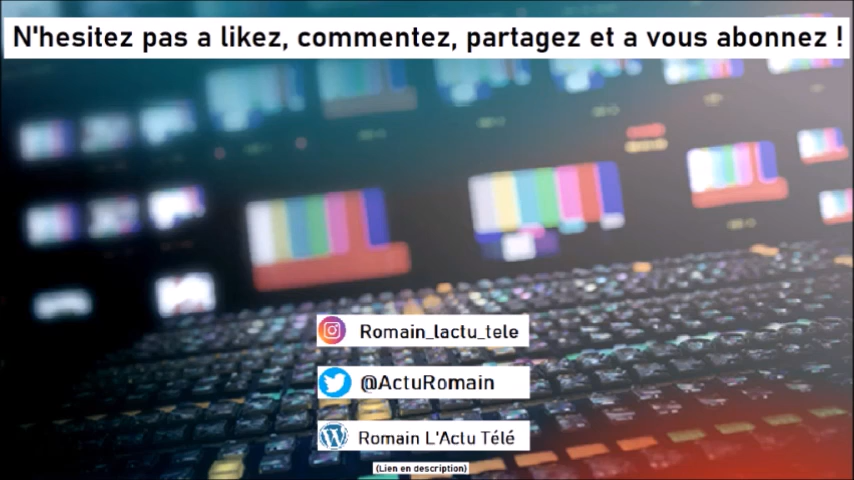 N'hesitez pas a likez, commentez, partagez et a vous abonnez !
Romain_lactu_tele
@ActuRomain
Romain L'Actu Télé
(Lien en description)